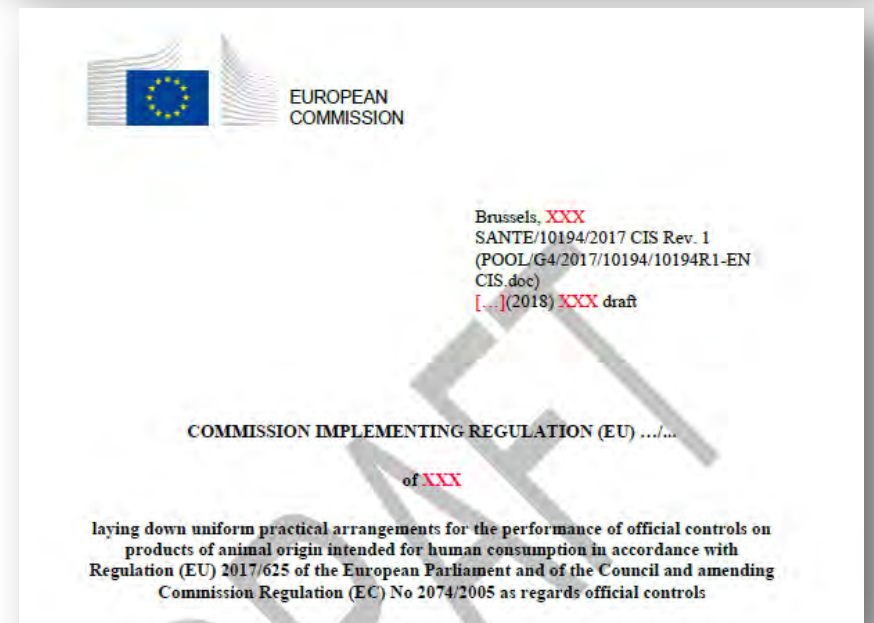 EUROPEAN
COMMISSION
Brussels, XXX
SANTE/10194/2017 CIS Rev. 1
(POOL/G4/2017/10194/10194R1-EN
CIS.doc)
[…](2018) XXX draft
COMMISSION IMPLEMENTING REGULATION (EU) …/...
of XXX
laying down uniform practical arrangements for the performance of official controls on
products of animal origin intended for human consumption in accordance with
Regulation (EU) 2017/625 of the European Parliament and of the Council and amending
Commission Regulation (EC) No 2074/2005 as regards official controls
DRAFT